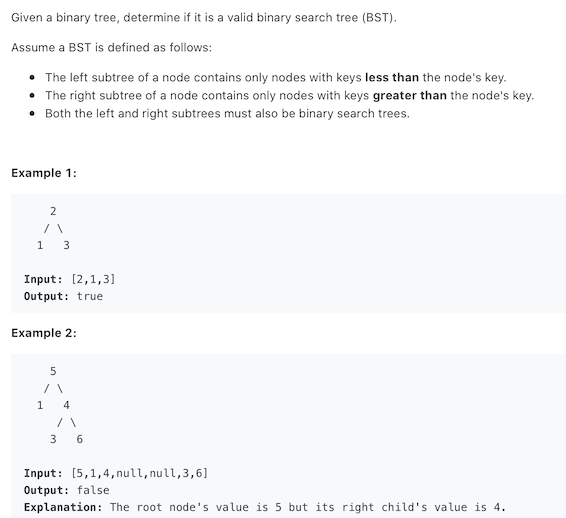 Given a binary tree, determine if it is a valid binary search tree (BST).
Assume a BST is defined as follows:
• The left subtree of a node contains only nodes with keys less than the node's key.
• The right subtree of a node contains only nodes with keys greater than the node's key.
• Both the left and right subtrees must also be binary search trees.
Example 1:
2
/ \
1 3
Input: [2,1,3]
Output: true
Example 2:
5
/ \
1 4
/ \
3 6
Input: [5,1,4,null,null,3,6]
Output: false
Explanation: The root node's value is 5 but its right child's value is 4.